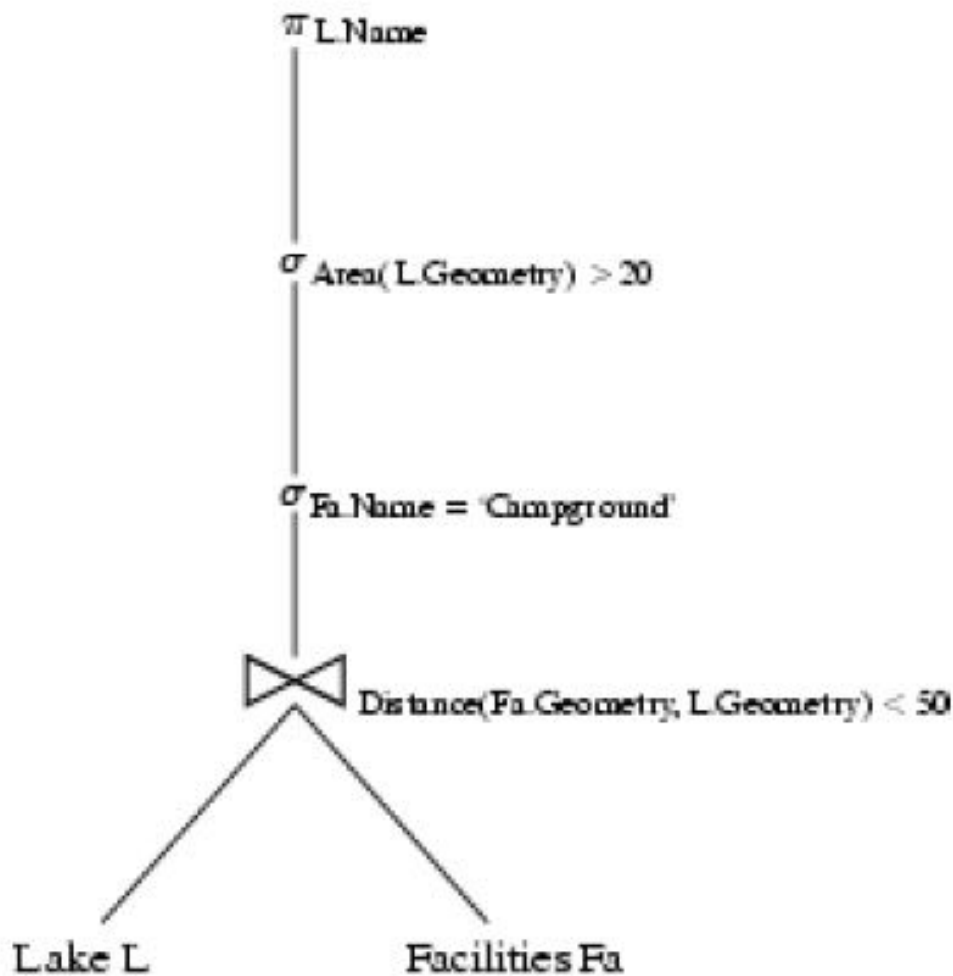 π L.Name
σ Area( L.Geometry) > 20
σ Fa.Name = ‘Campground’
Distance(Fa.Geometry, L.Geometry) < 50
Lake L
Facilities Fa